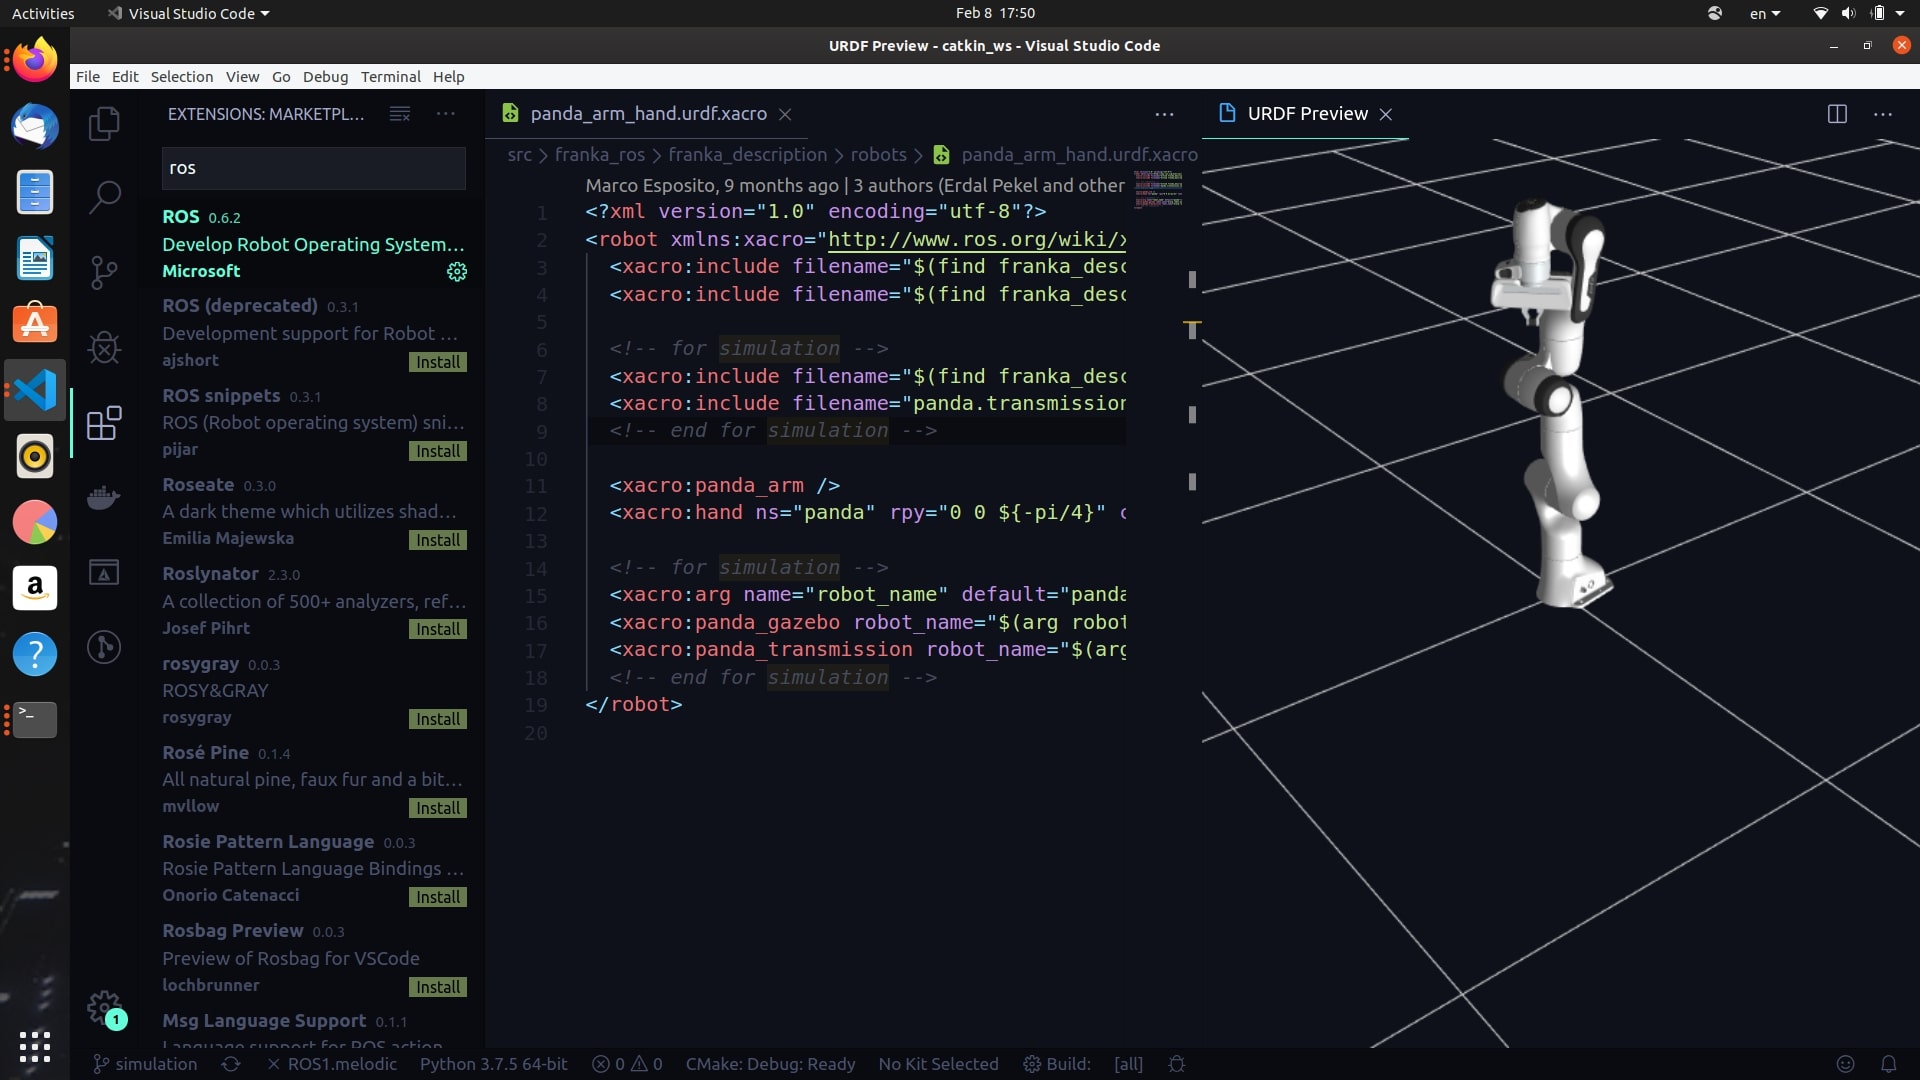 Activities
Visual Studio Code
Feb 8 17:50
en
URDF Preview - catkin_ws - Visual Studio Code
File Edit Selection View Go Debug Terminal Help
EXTENSIONS: MARKETPL...
ros
ROS 0.6.2
Develop Robot Operating System...
Microsoft
ROS (deprecated) 0.3.1
Development support for Robot ...
ajshort
Install
ROS snippets 0.3.1
ROS (Robot operating system) sni...
pijar
Install
Roseate 0.3.0
A dark theme which utilizes shad...
Emilia Majewska
Install
Roslynator 2.3.0
A collection of 500+ analyzers, ref...
Josef Pihrt
Install
rosygray 0.0.3
ROSY&GRAY
rosygray
Install
Rosé Pine 0.1.4
All natural pine, faux fur and a bit...
mvllow
Install
Rosie Pattern Language 0.0.3
Rosie Pattern Language Bindings ...
Onorio Catenacci
Install
Rosbag Preview 0.0.3
Preview of Rosbag for VSCode
lochbrunner
Install
Msg Language Support 0.1.1
Language support for ROS action
1
panda_arm_hand.urdf.xacro
src > franka_ros > franka_description > robots > panda_arm_hand.urdf.xacro
Marco Esposito, 9 months ago | 3 authors (Erdal Pekel and other
1 <?xml version="1.0" encoding="utf-8"?>
2 <robot xmlns:xacro="http://www.ros.org/wiki/x
3 <xacro:include filename="$(find franka_desc
4 <xacro:include filename="$(find franka_desc
5
6 <!-- for simulation -->
7 <xacro:include filename="$(find franka_desc
8 <xacro:include filename="panda.transmission
9 <!-- end for simulation -->
10
11 <xacro:panda_arm />
12 <xacro:hand ns="panda" rpy="0 0 ${-pi/4}" c
13
14 <!-- for simulation -->
15 <xacro:arg name="robot_name" default="panda
16 <xacro:panda_gazebo robot_name="$(arg robot
17 <xacro:panda_transmission robot_name="$(arg
18 <!-- end for simulation -->
19 </robot>
20
URDF Preview
simulation
ROS1.melodic
Python 3.7.5 64-bit
0 0
CMake: Debug: Ready
No Kit Selected
Build:
[all]